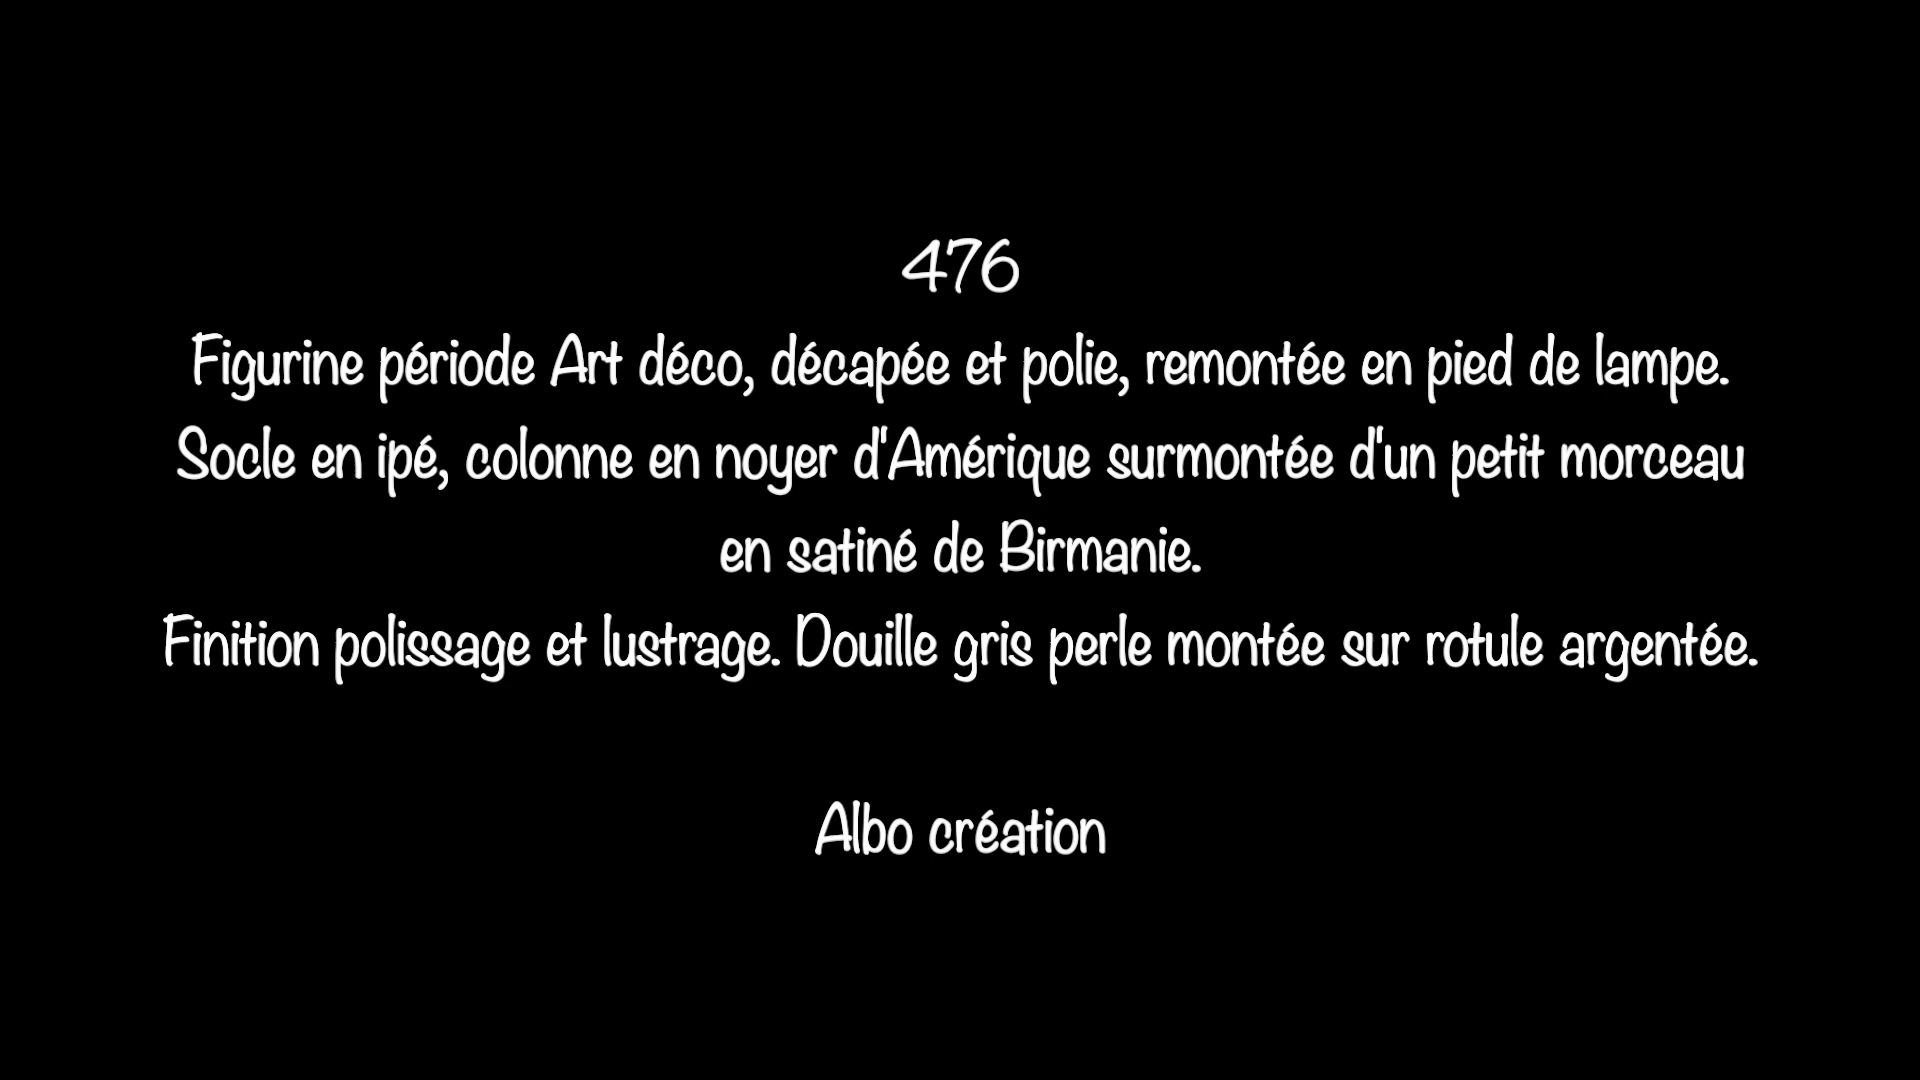 476
Figurine période Art déco, décapée et polie, remontée en pied de lampe.
Socle en ipé, colonne en noyer d'Amérique surmontée d'un petit morceau
en satiné de Birmanie.
Finition polissage et lustrage. Douille gris perle montée sur rotule argentée.
Albo création